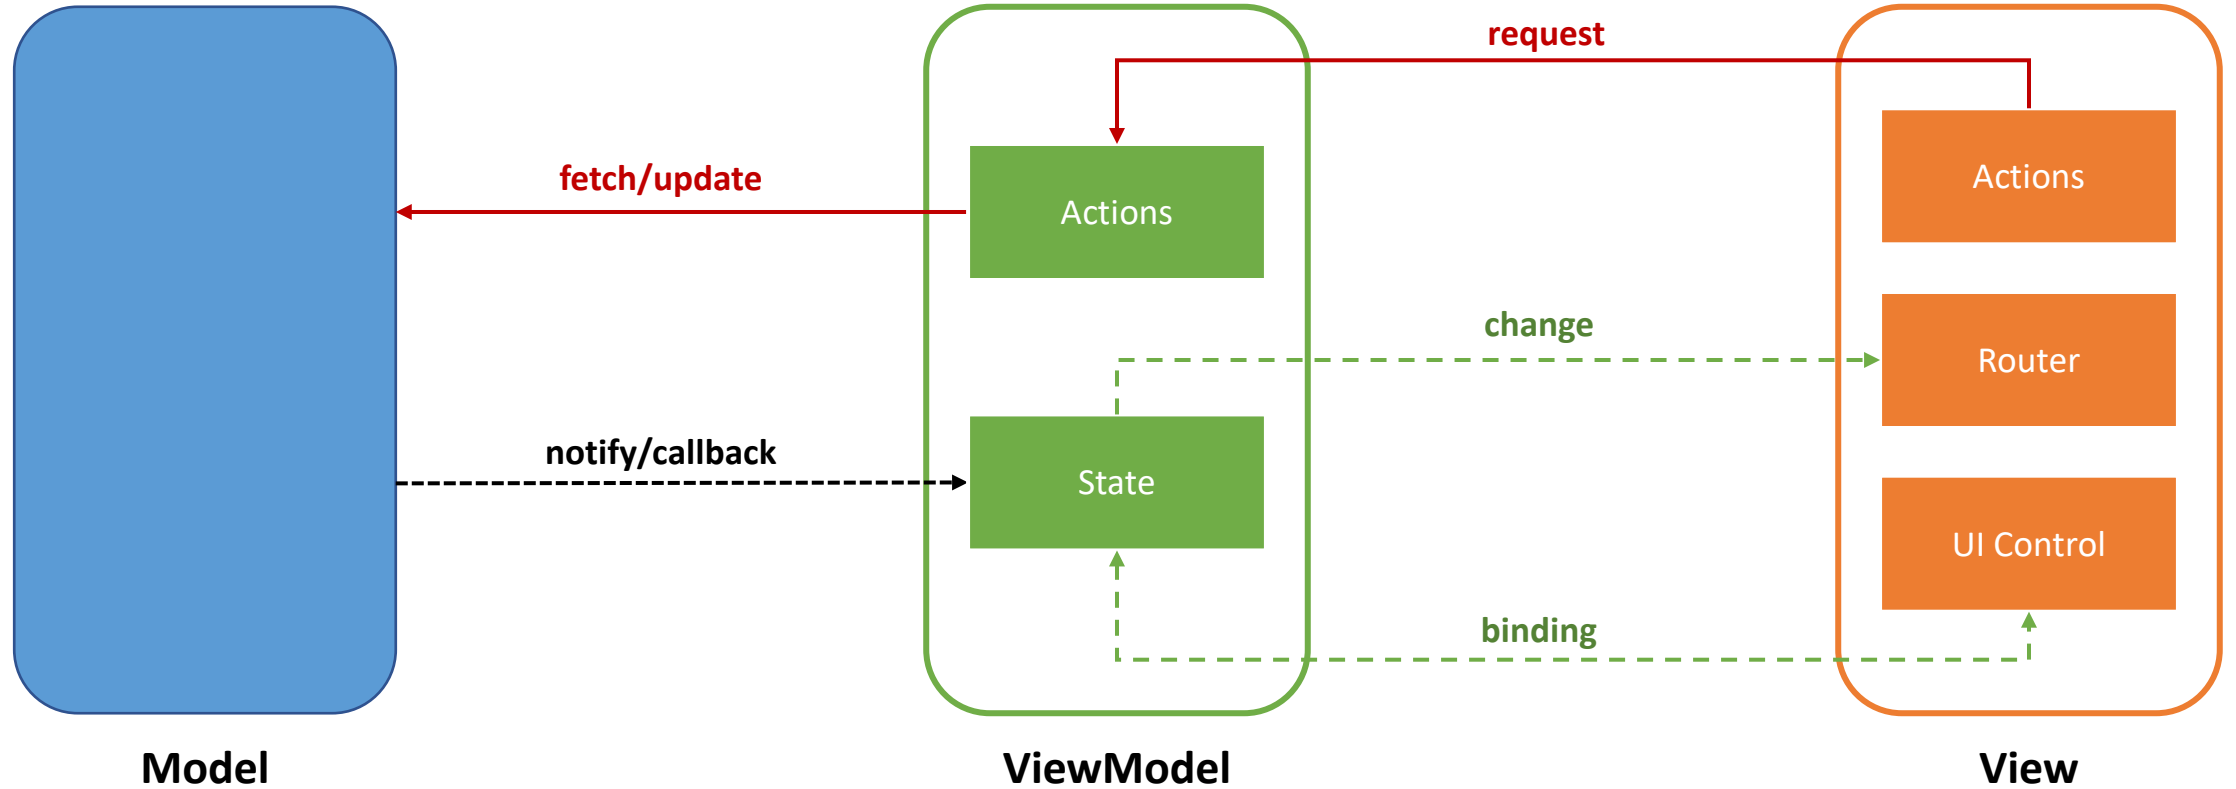 request
fetch/update
Actions
Actions
change
Router
notify/callback
State
UI Control
binding
Model
ViewModel
View